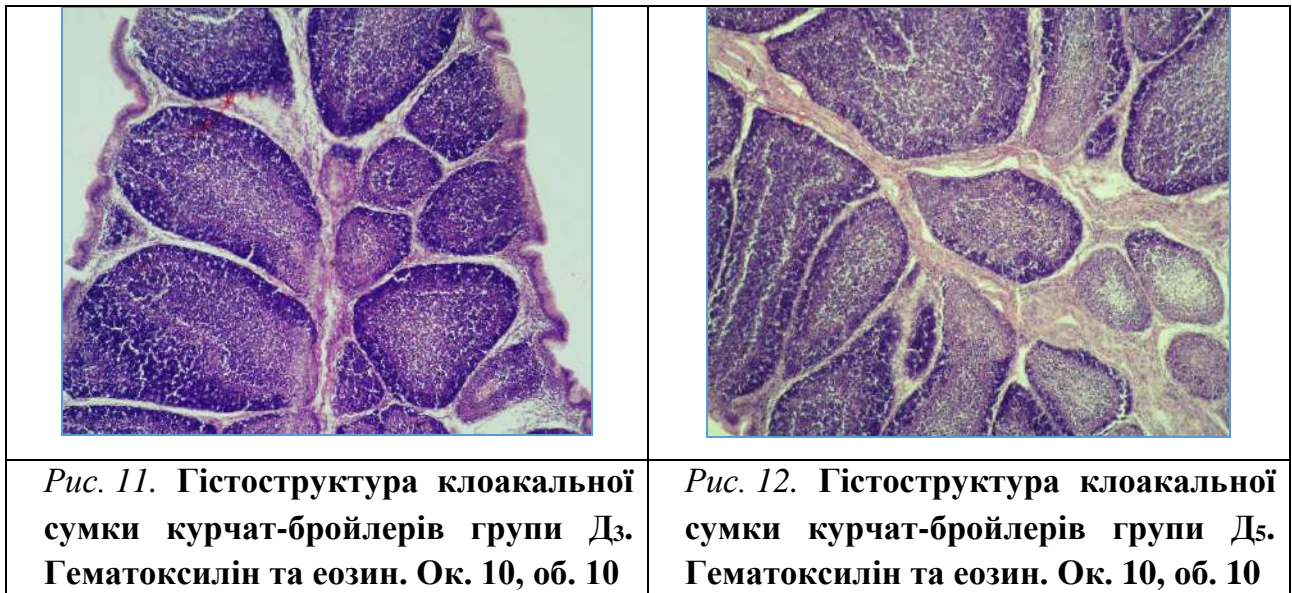 Рис. 11. Гістоструктура клоакальної
сумки курчат-бройлерів групи Д₃.
Гематоксилін та еозин. Ок. 10, об. 10
Рис. 12. Гістоструктура клоакальної
сумки курчат-бройлерів групи Д₅.
Гематоксилін та еозин. Ок. 10, об. 10